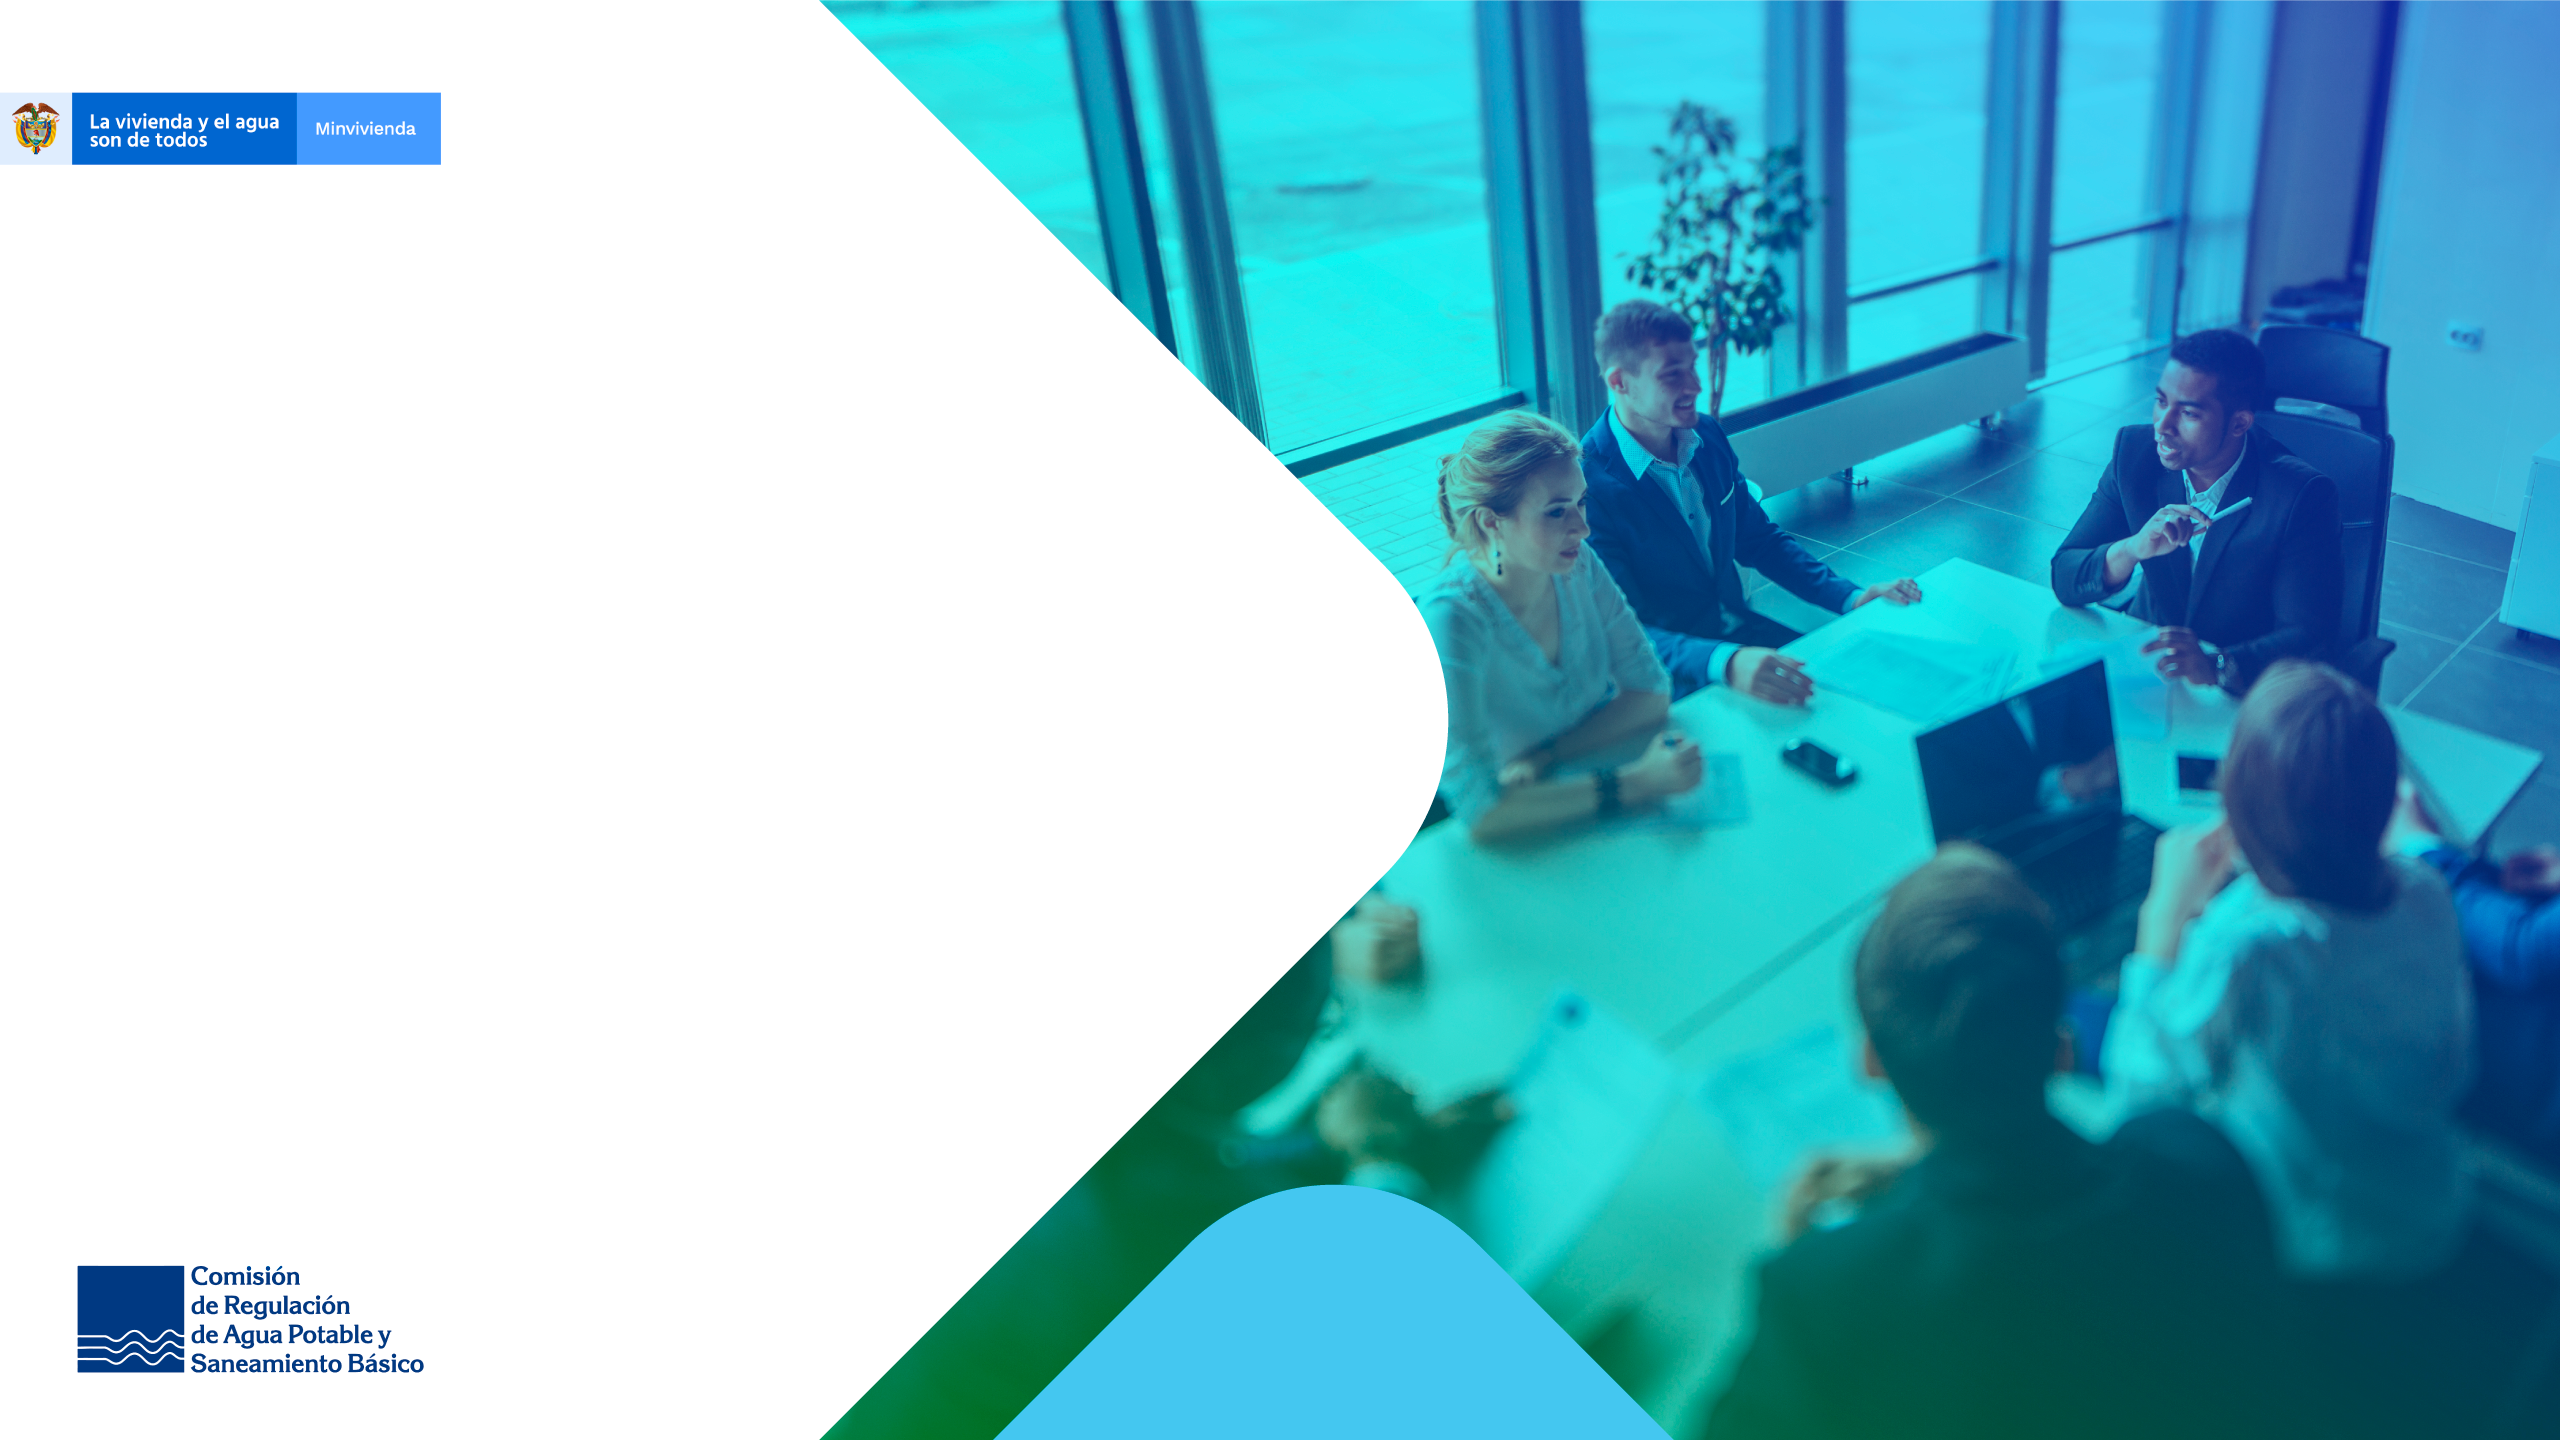 La vivienda y el agua
son de todos
Minvivienda
Comisión
de Regulación
de Agua Potable y
Saneamiento Básico